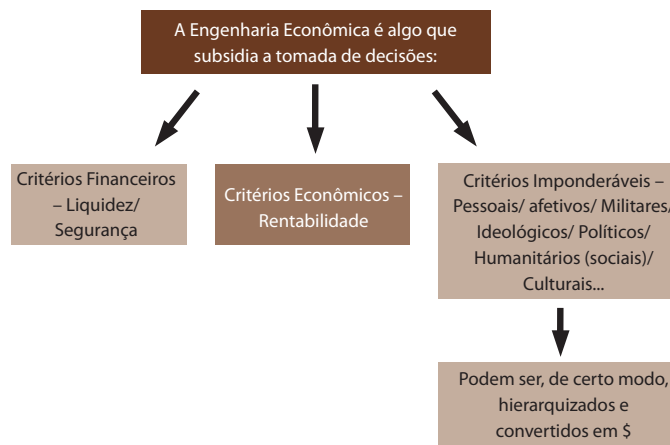 A Engenharia Econômica é algo que
subsidia a tomada de decisões:
Critérios Financeiros
– Liquidez/
Segurança
Critérios Econômicos –
Rentabilidade
Critérios Imponderáveis –
Pessoais/ afetivos/ Militares/
Ideológicos/ Políticos/
Humanitários (sociais)/
Culturais...
Podem ser, de certo modo,
hierarquizados e
convertidos em $